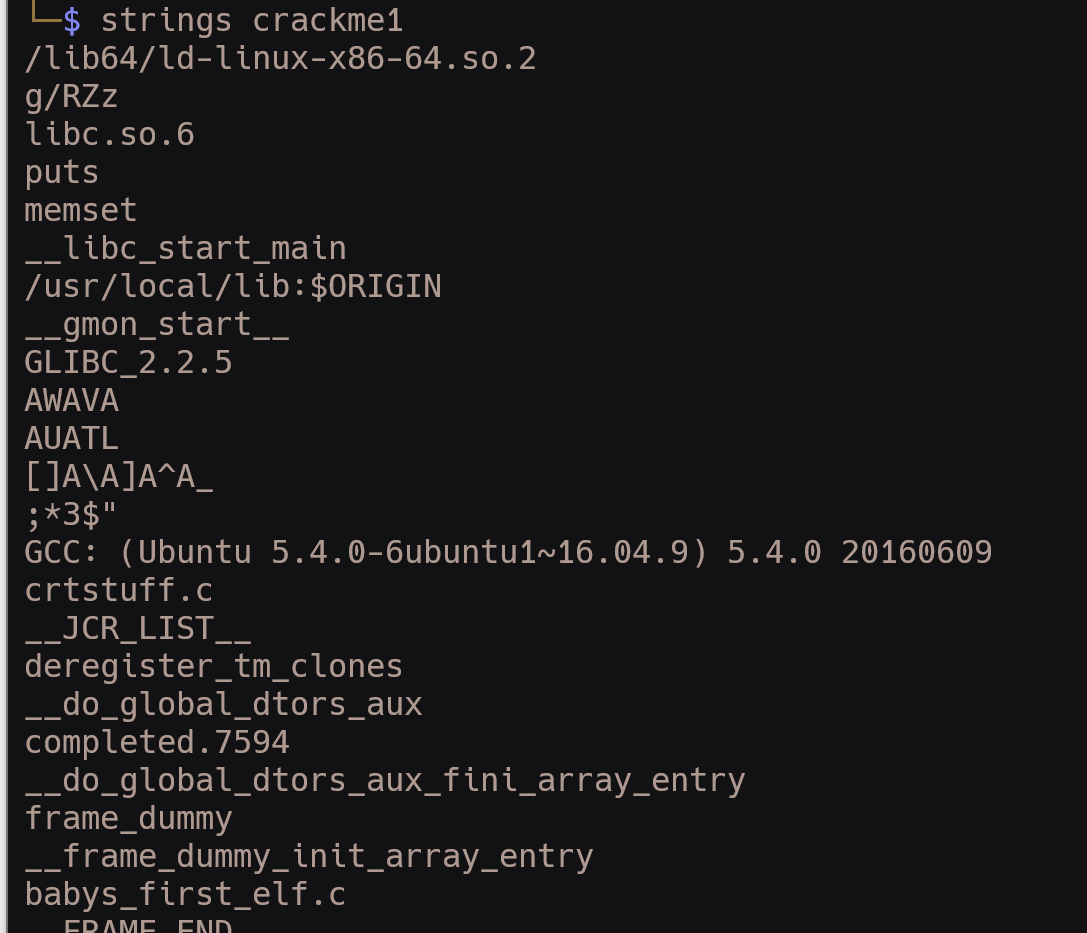 └─$ strings crackme1
/lib64/ld-linux-x86-64.so.2
g/RZz
libc.so.6
puts
memset
__libc_start_main
/usr/local/lib:$ORIGIN
__gmon_start__
GLIBC_2.2.5
AWAVA
AUATL
[]A\A]A^A_
;*3$"
GCC: (Ubuntu 5.4.0-6ubuntu1~16.04.9) 5.4.0 20160609
crtstuff.c
__JCR_LIST__
deregister_tm_clones
__do_global_dtors_aux
completed.7594
__do_global_dtors_aux_fini_array_entry
frame_dummy
__frame_dummy_init_array_entry
babys_first_elf.c
__FRAME_END__